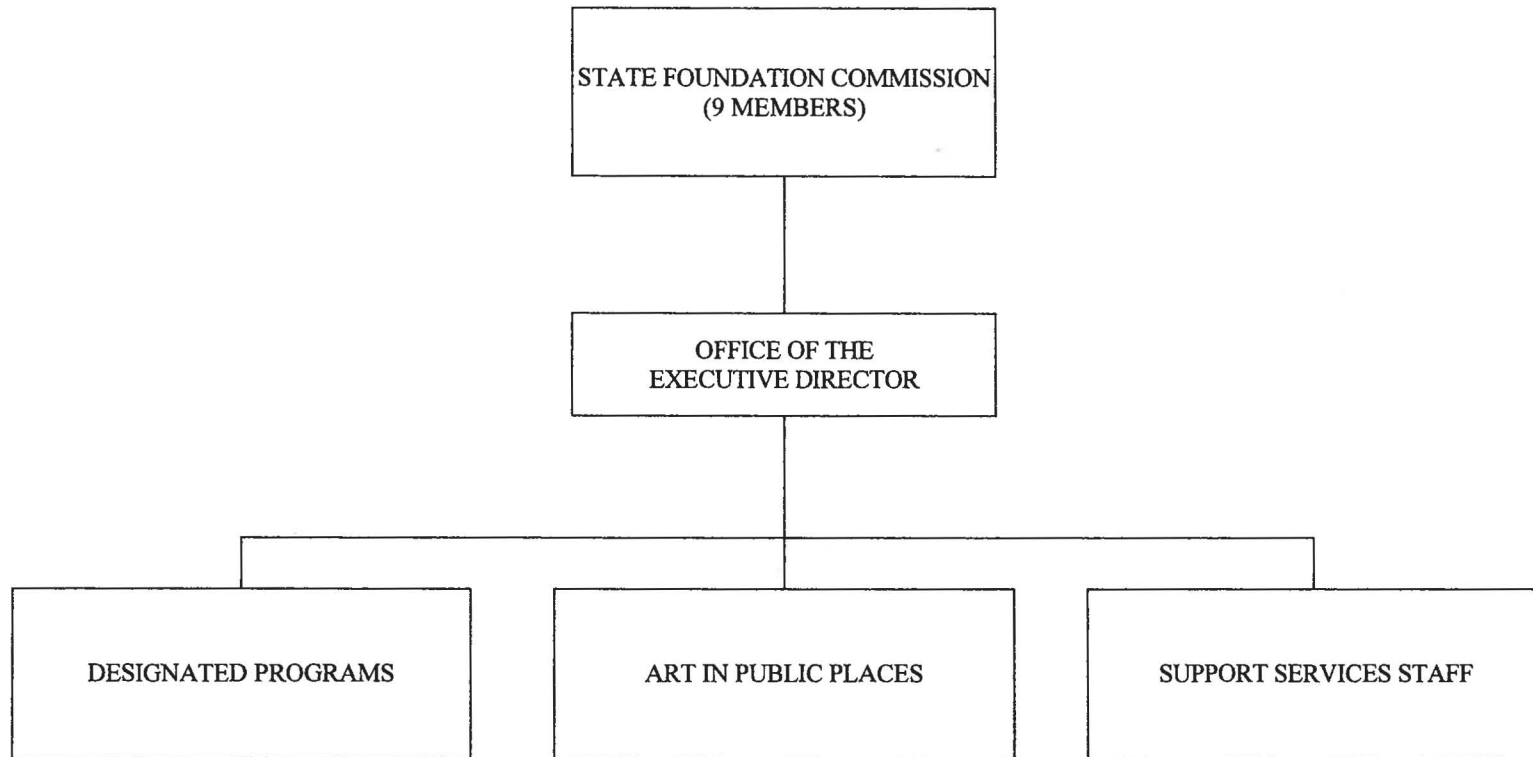 STATE FOUNDATION COMMISSION
(9 MEMBERS)
OFFICE OF THE
EXECUTIVE DIRECTOR
DESIGNATED PROGRAMS
ART IN PUBLIC PLACES
SUPPORT SERVICES STAFF